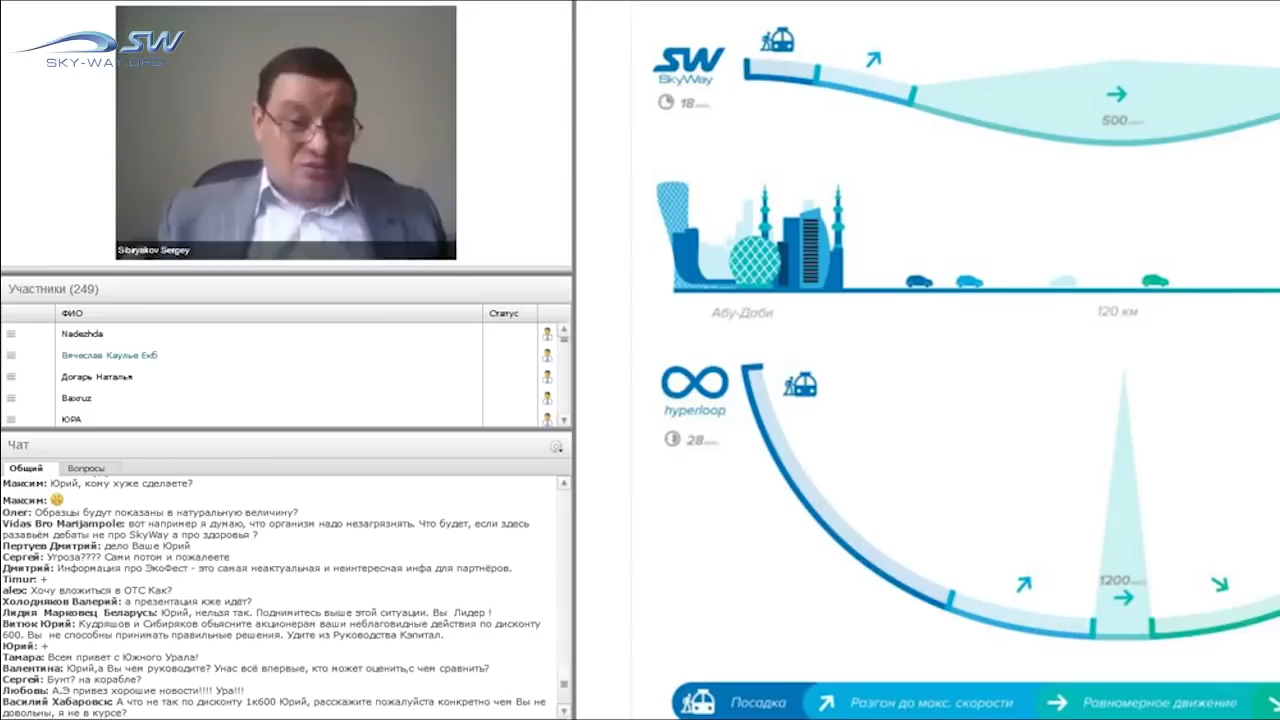 SW
SKY-WAY.ORG
Sibiryakov Sergey
Участники (249)
ФИО
Статус
Nadezhda
Вячеслав Каулье Екб
Догарь Наталья
Baxruz
ЮРА
Чат
Общий
Вопросы
Максим: Юрий, кому хуже сделаете?
Максим:
Олег: Образцы будут показаны в натуральную величину?
Vidas Bro Marijampole: вот например я думаю, что организм надо незагрязнять. Что будет, если здесь
разавьём дебаты не про SkyWay а про здоровья ?
Пертуев Дмитрий: дело Ваше Юрий
Сергей: Угроза???? Сами потом и пожалеете
Дмитрий: Информация про ЭкоФест - это самая неактуальная и неинтересная инфа для партнёров.
Timur: +
alex: Хочу вложиться в ОТС Как?
Холодняков Валерий: а презентация кже идёт?
Лидия Марковец Беларусь: Юрий, нельзя так. Поднимитесь выше этой ситуации. Вы Лидер !
Витюк Юрий: Кудряшов и Сибиряков обьясните акционерам ваши неблаговидные действия по дисконту
600. Вы не способны принимать правильные решения. Удите из Руководства Кэпитал.
Юрий: +
Тамара: Всем привет с Южного Урала!
Валентина: Юрий,а Вы чем руководите? Унас всё впервые, кто может оценить,с чем сравнить?
Сергей: Бунт? на корабле?
Любовь: А.Э привез хорошие новости!!!! Ура!!!
Василий Хабаровск: А что не так по дисконту 1к600 Юрий, расскажите пожалуйста конкретно чем Вы не
довольны, я не в курсе?
SW
SkyWay
18
500
Абу-Даби
120 км
hyperloop
28
1200
Посадка
Разгон до макс. скорости
Равномерное движение